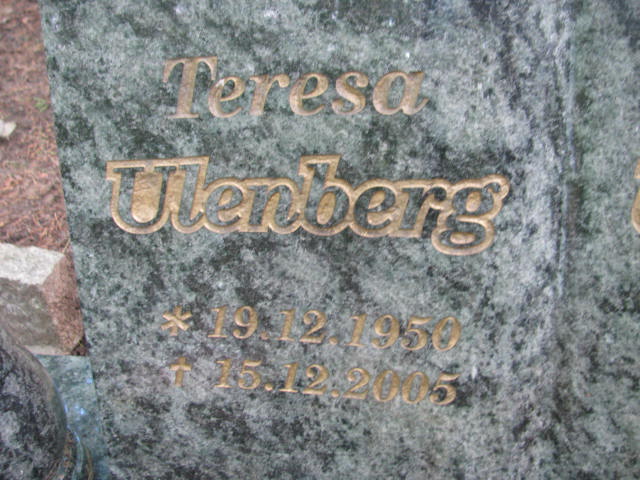 Teresa
Ulenberg
* 19.12.1950
† 15.12.2005